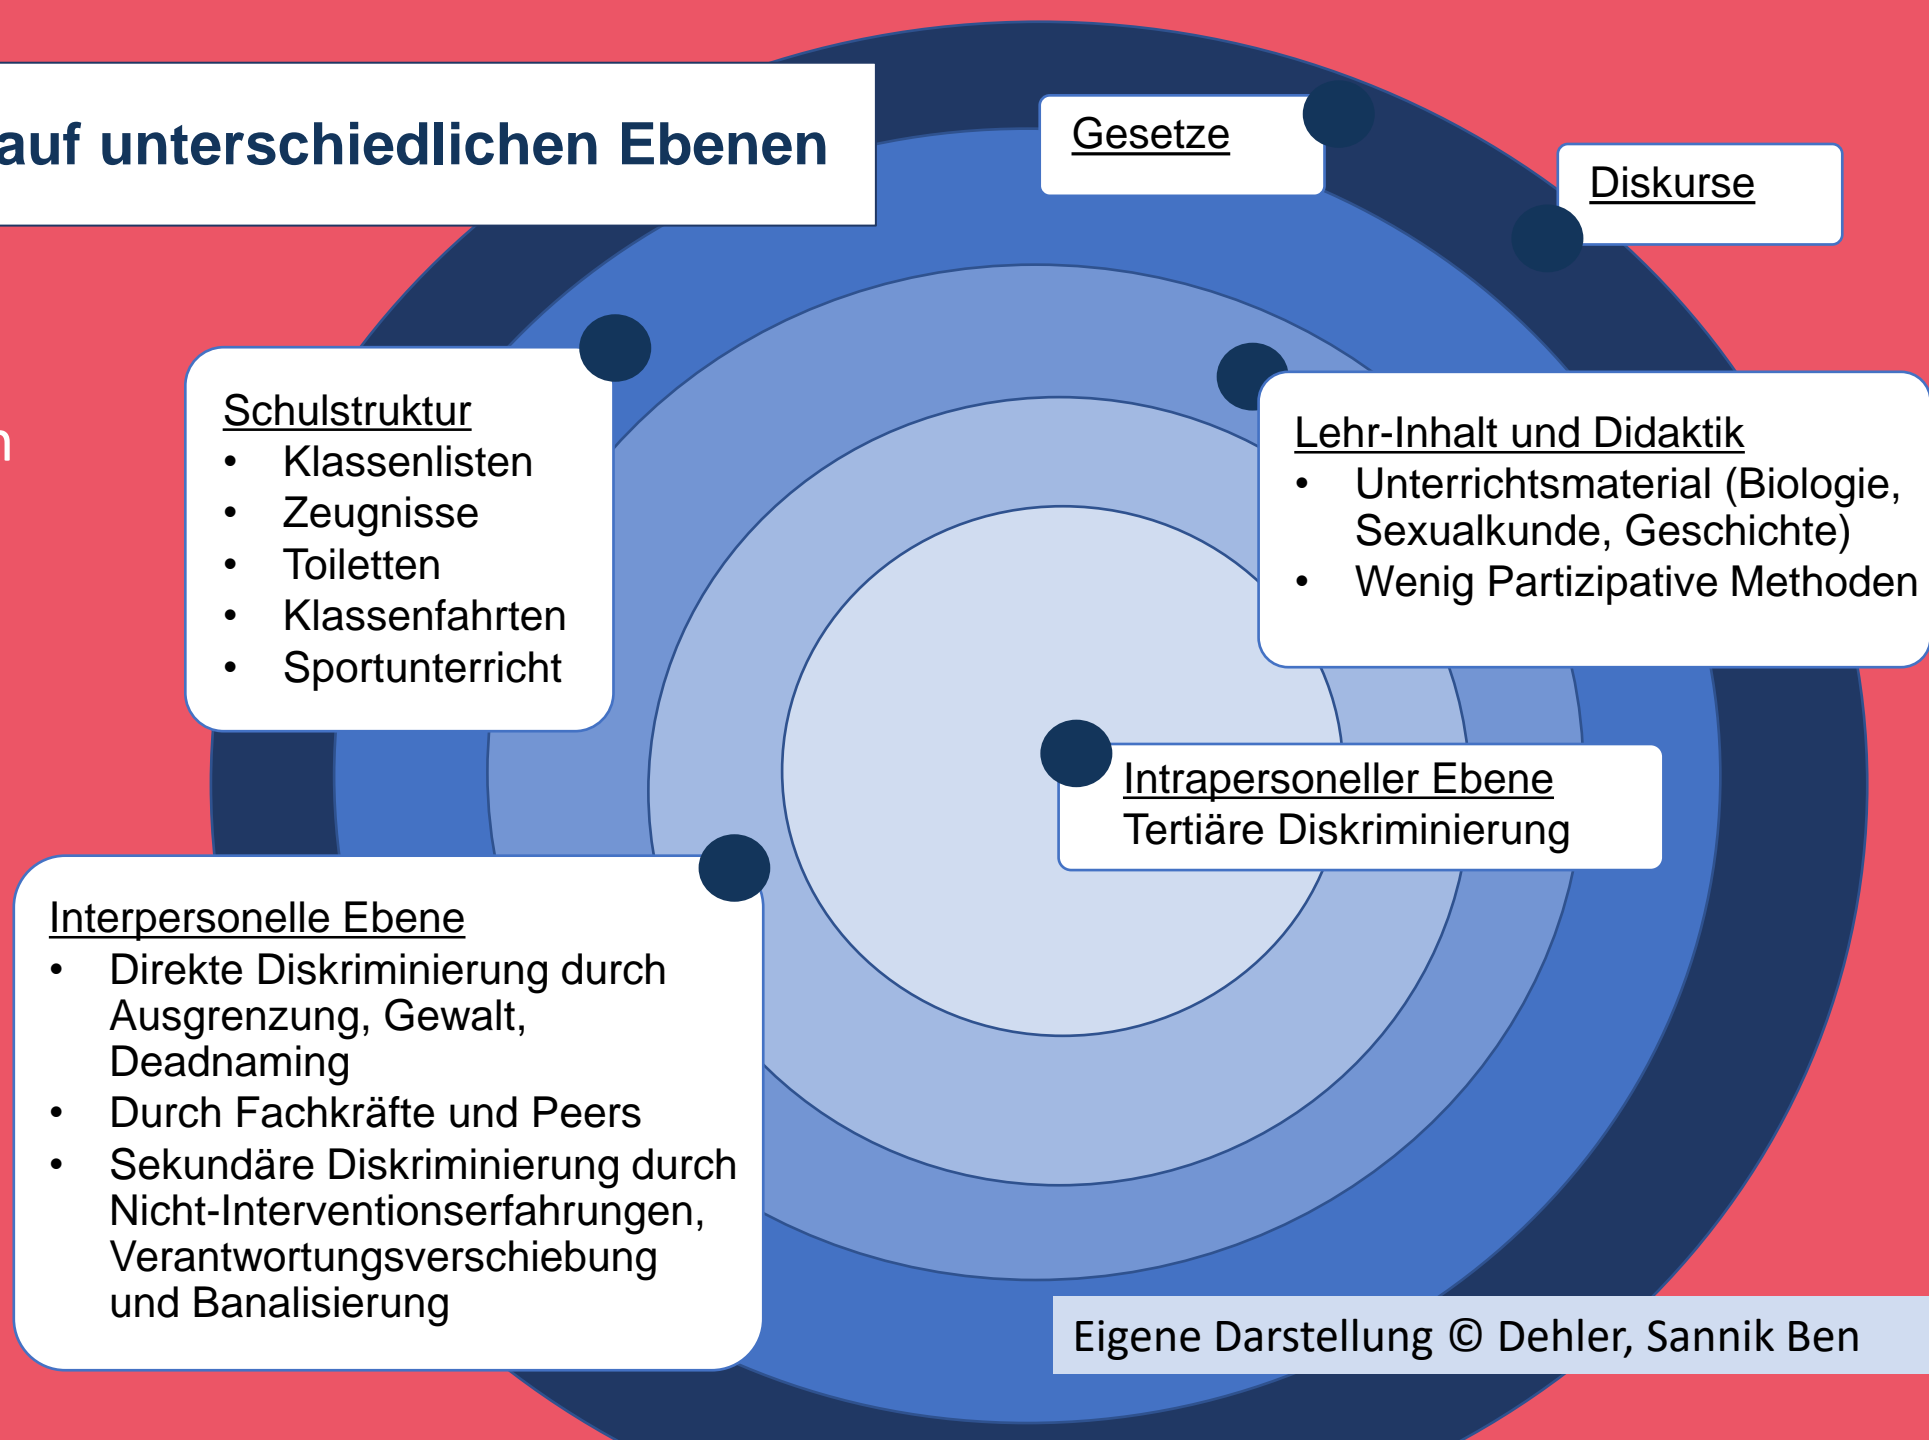 auf unterschiedlichen Ebenen
Gesetze
Diskurse
Schulstruktur
• Klassenlisten
• Zeugnisse
• Toiletten
• Klassenfahrten
• Sportunterricht
n
Lehr-Inhalt und Didaktik
• Unterrichtsmaterial (Biologie,
Sexualkunde, Geschichte)
• Wenig Partizipative Methoden
Intrapersoneller Ebene
Tertiäre Diskriminierung
Interpersonelle Ebene
• Direkte Diskriminierung durch
Ausgrenzung, Gewalt,
Deadnaming
• Durch Fachkräfte und Peers
• Sekundäre Diskriminierung durch
Nicht-Interventionserfahrungen,
Verantwortungsverschiebung
und Banalisierung
Eigene Darstellung © Dehler, Sannik Ben